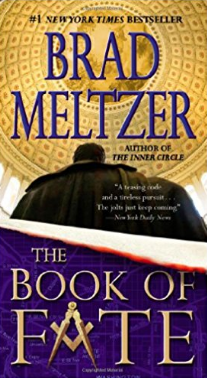 #1 NEW YORK TIMES BESTSELLER
BRAD
MELTZER
AUTHOR OF
THE INNER CIRCLE
"A teasing code
and a tireless pursuit . . .
The jolts just keep coming."
—New York Daily News
THE
BOOK OF
FATE